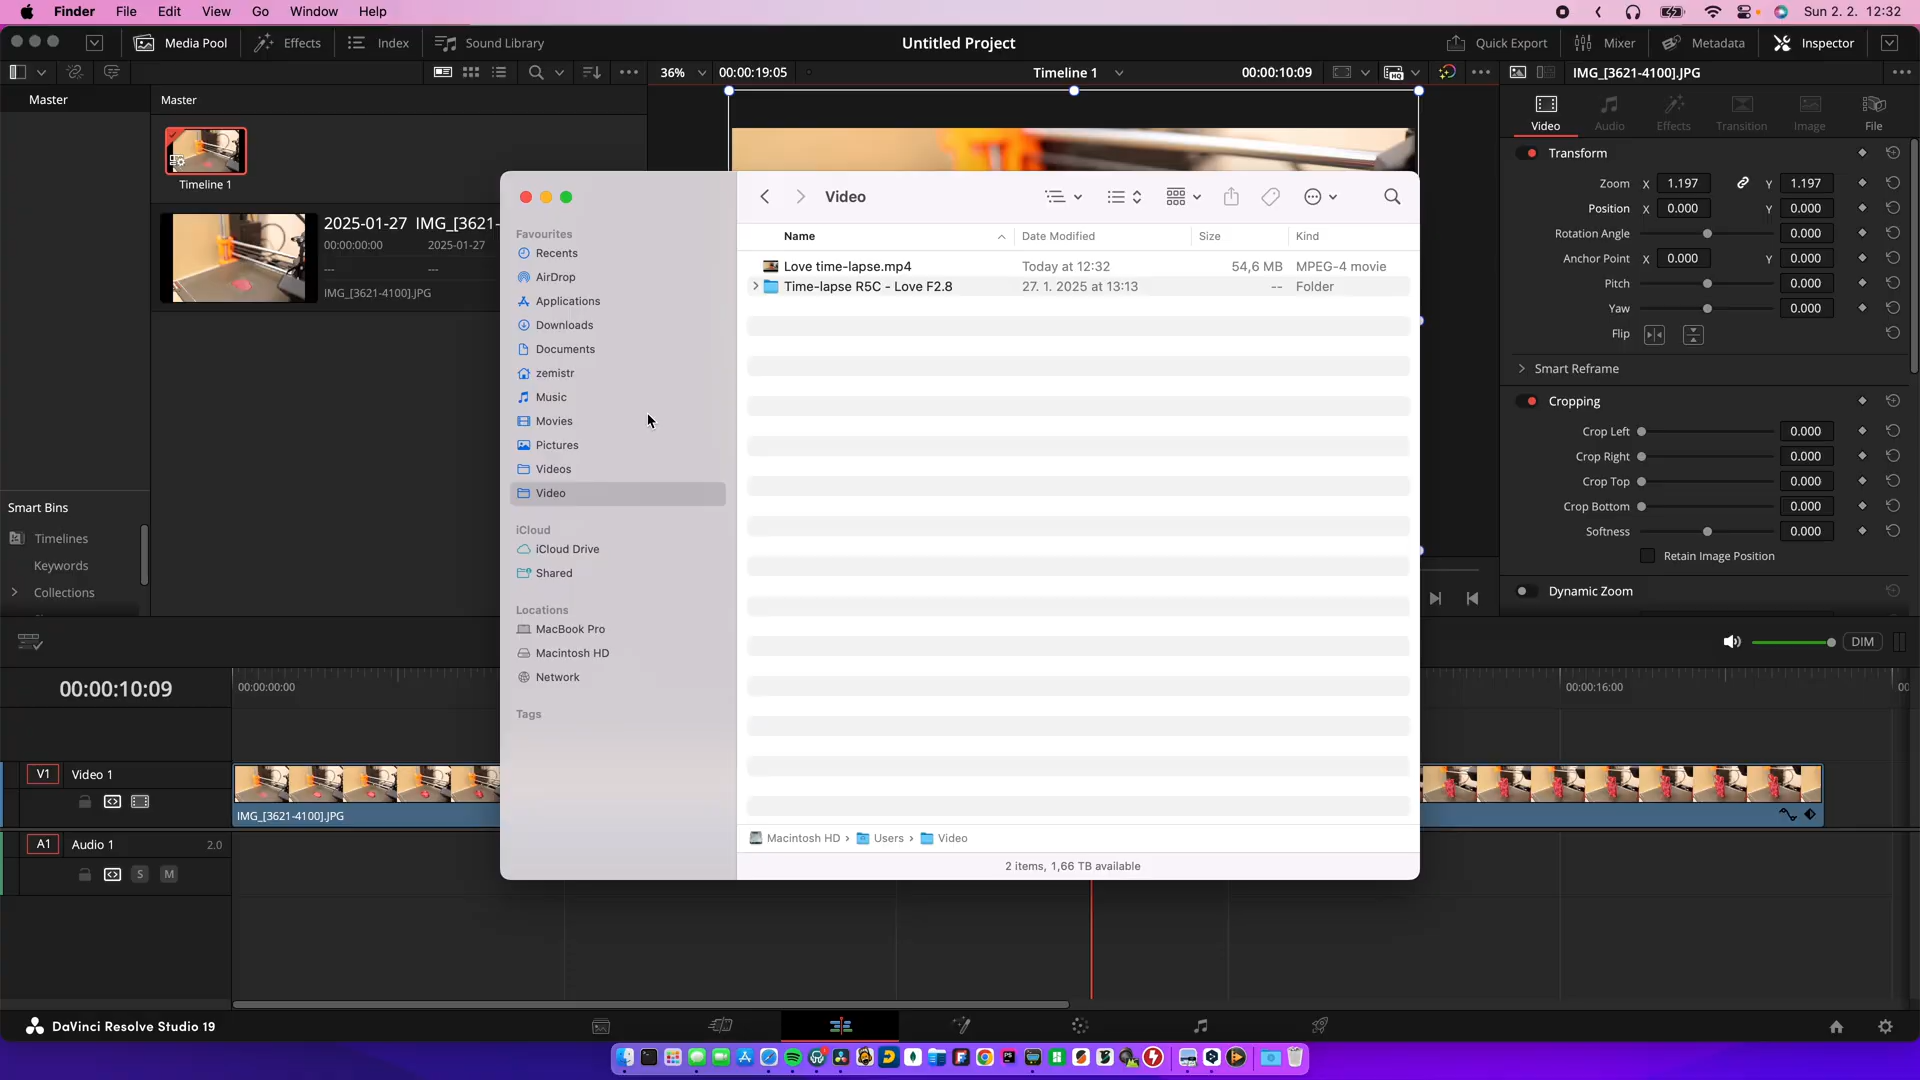 Finder File Edit View Go Window Help Sun 2. 2. 12:32
Media Pool Effects Index Sound Library Untitled Project Quick Export Mixer Metadata Inspector
36% 00:00:19:05 Timeline 1 00:00:10:09 IMG_[3621-4100].JPG
Master Master
Timeline 1
2025-01-27 IMG_[3621-
00:00:00:00 2025-01-27
--- ---
IMG_[3621-4100].JPG
Smart Bins
Timelines
Keywords
Collections
Video
Favourites
Recents
AirDrop
Applications
Downloads
Documents
zemistr
Music
Movies
Pictures
Videos
Video
iCloud
iCloud Drive
Shared
Locations
MacBook Pro
Macintosh HD
Network
Tags
Name Date Modified Size Kind
Love time-lapse.mp4 Today at 12:32 54,6 MB MPEG-4 movie
Time-lapse R5C - Love F2.8 27. 1. 2025 at 13:13 -- Folder
Macintosh HD › Users › Video
2 items, 1,66 TB available
Video Audio Effects Transition Image File
Transform
Zoom X 1.197 Y 1.197
Position X 0.000 Y 0.000
Rotation Angle 0.000
Anchor Point X 0.000 Y 0.000
Pitch 0.000
Yaw 0.000
Flip
Smart Reframe
Cropping
Crop Left 0.000
Crop Right 0.000
Crop Top 0.000
Crop Bottom 0.000
Softness 0.000
Retain Image Position
Dynamic Zoom
DIM
00:00:10:09 00:00:00:00 00:00:16:00
V1 Video 1
IMG_[3621-4100].JPG
A1 Audio 1 2.0
S M
DaVinci Resolve Studio 19